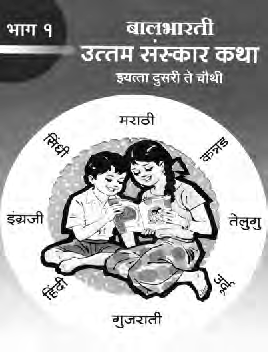 भाग १
बालभारती
उत्तम संस्कार कथा
इयत्ता दुसरी ते चौथी
मराठी
सिंधी
कन्नड
इंग्रजी
तेलुगु
हिंदी
उर्दू
गुजराती